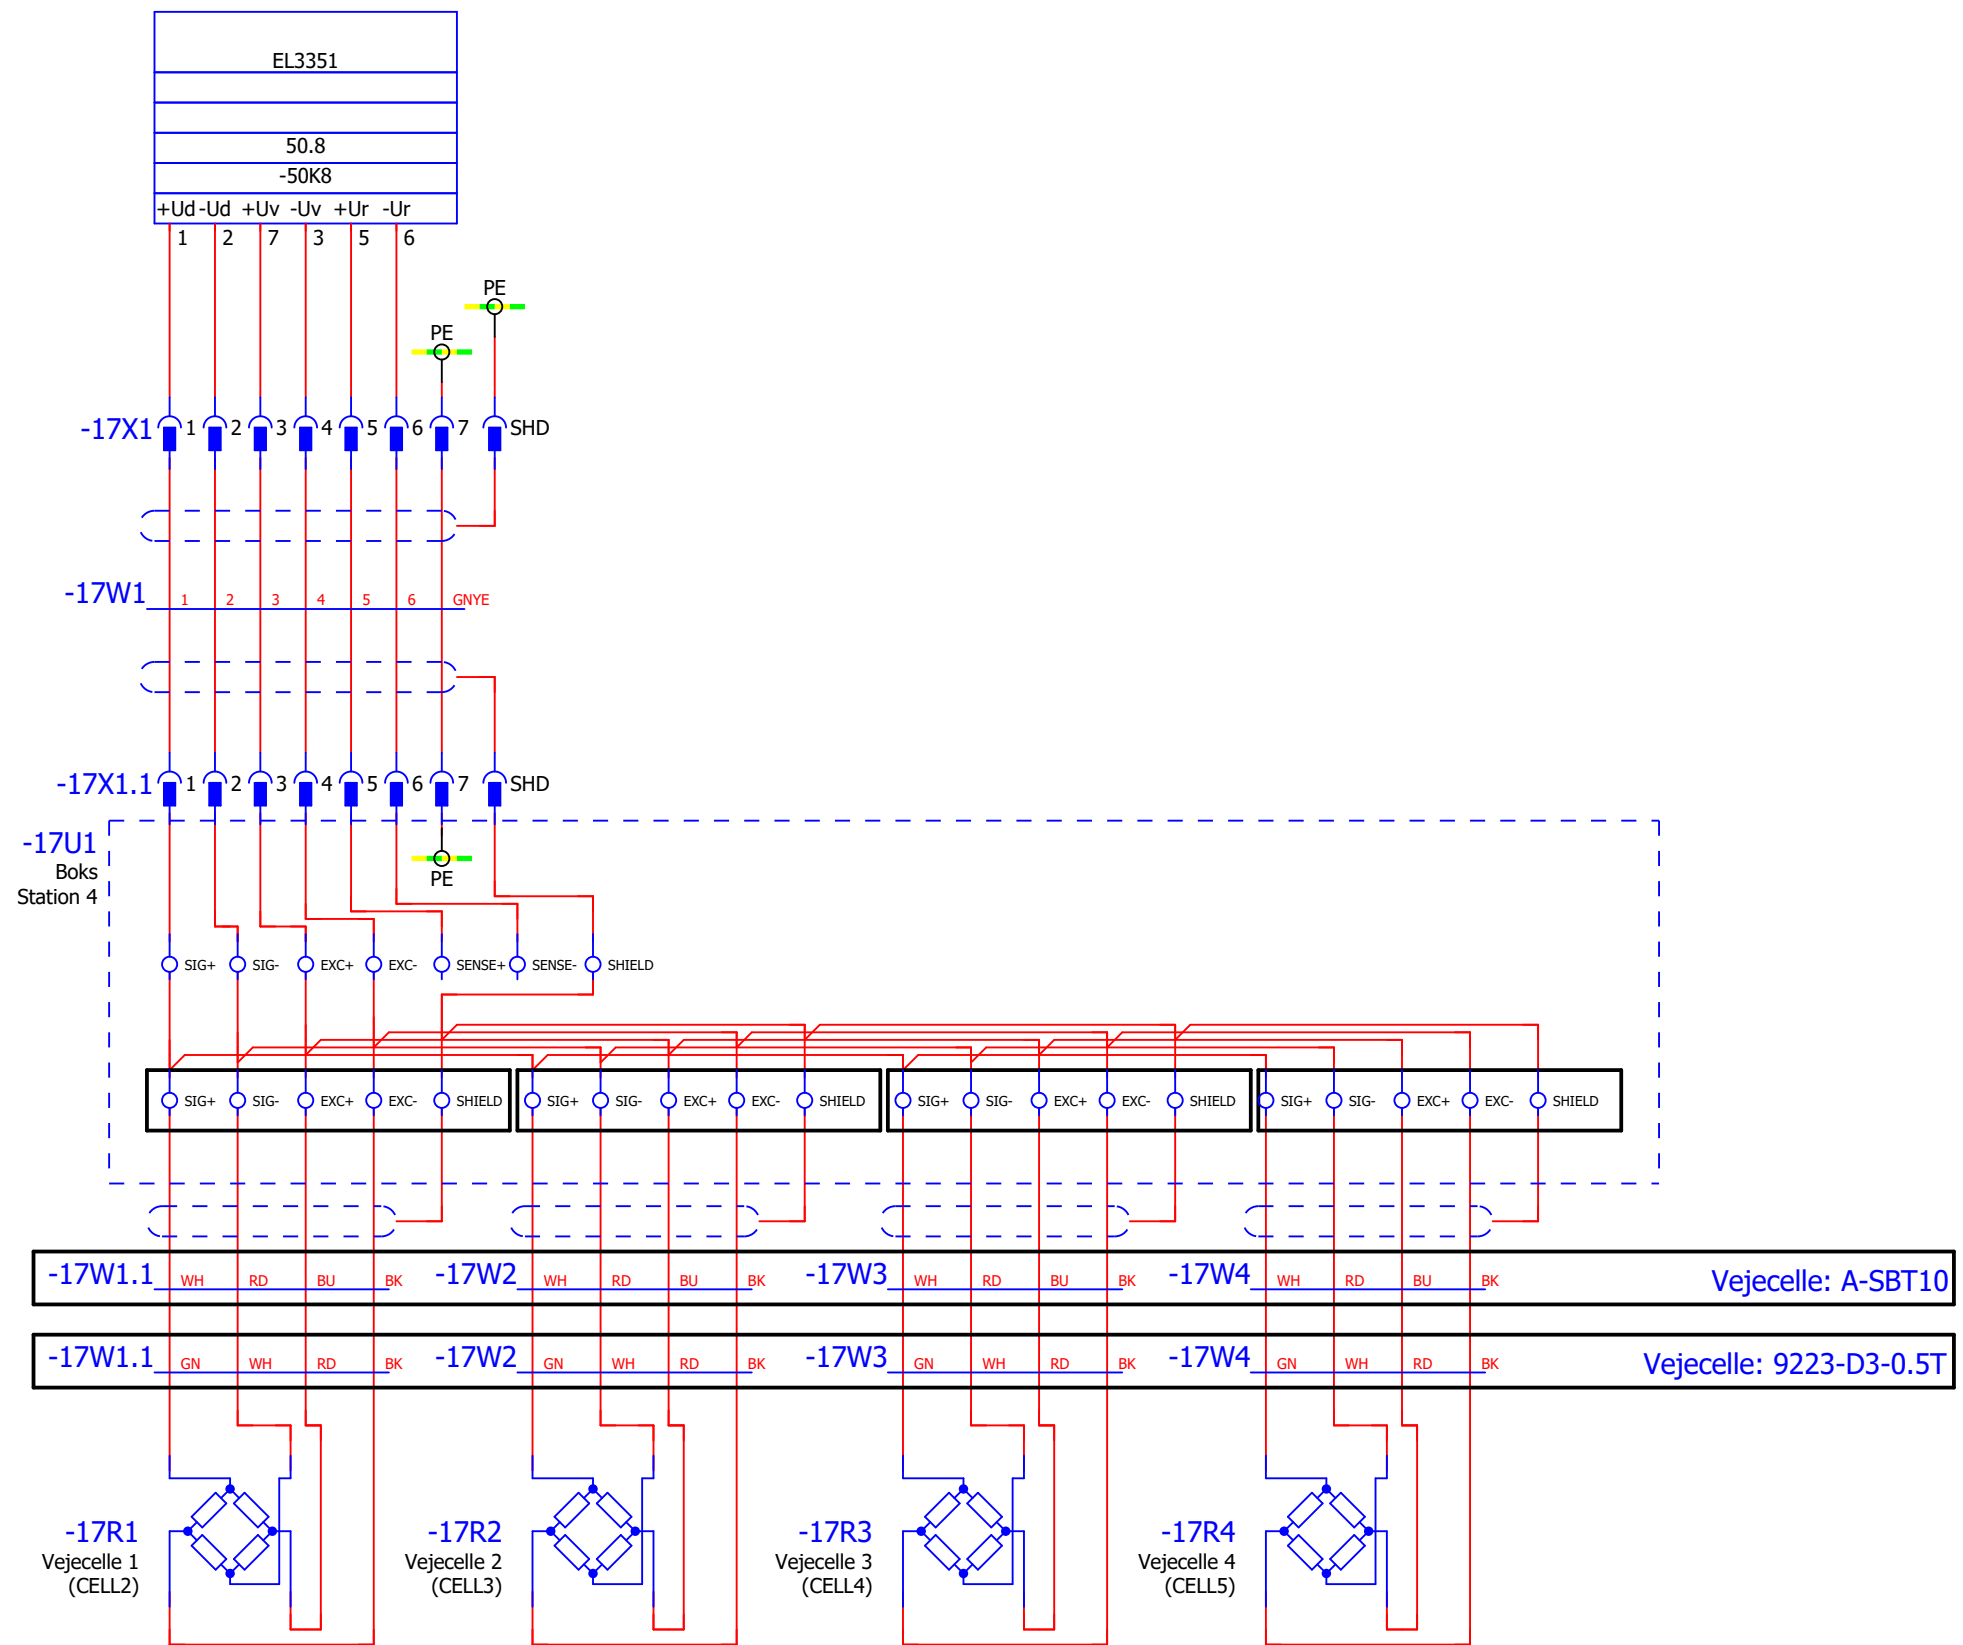 EL3351
50.8
-50K8
+Ud -Ud +Uv -Uv +Ur -Ur
1 2 7 3 5 6
PE
PE
-17X1 1 2 3 4 5 6 7 SHD
-17W1 1 2 3 4 5 6 GNYE
-17X1.1 1 2 3 4 5 6 7 SHD
-17U1
Boks
Station 4
PE
SIG+ SIG- EXC+ EXC- SENSE+ SENSE- SHIELD
SIG+ SIG- EXC+ EXC- SHIELD SIG+ SIG- EXC+ EXC- SHIELD SIG+ SIG- EXC+ EXC- SHIELD SIG+ SIG- EXC+ EXC- SHIELD
-17W1.1 WH RD BU BK -17W2 WH RD BU BK -17W3 WH RD BU BK -17W4 WH RD BU BK Vejecelle: A-SBT10
-17W1.1 GN WH RD BK -17W2 GN WH RD BK -17W3 GN WH RD BK -17W4 GN WH RD BK Vejecelle: 9223-D3-0.5T
-17R1
Vejecelle 1
(CELL2)
-17R2
Vejecelle 2
(CELL3)
-17R3
Vejecelle 3
(CELL4)
-17R4
Vejecelle 4
(CELL5)